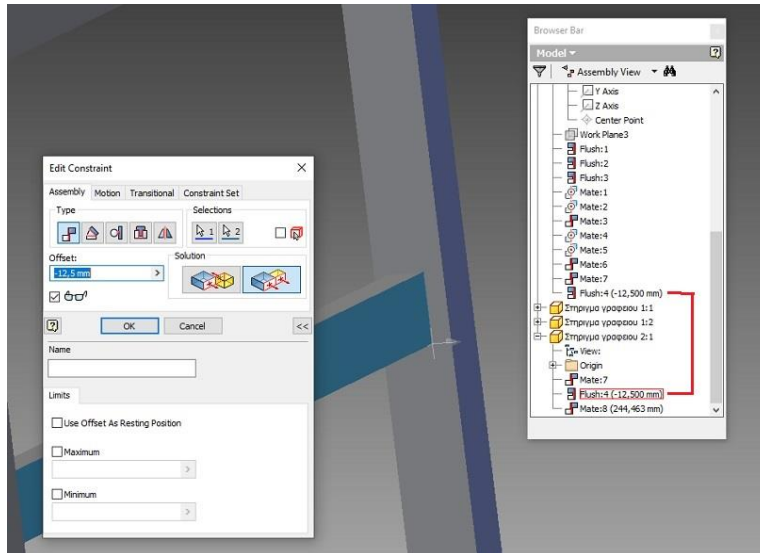 Edit Constraint
Assembly Motion Transitional Constraint Set
Type
Selections
1 2
Offset:
-12,5 mm
>
Solution
OK
Cancel
<<
Name
Limits
Use Offset As Resting Position
Maximum
>
Minimum
>
Browser Bar
Model
Assembly View
Y Axis
Z Axis
Center Point
Work Plane3
Flush:1
Flush:2
Flush:3
Mate:1
Mate:2
Mate:3
Mate:4
Mate:5
Mate:6
Mate:7
Flush:4 (-12,500 mm)
Στηριγμα γραφειου 1:1
Στηριγμα γραφειου 1:2
Στηριγμα γραφειου 2:1
View:
Origin
Mate:7
Flush:4 (-12,500 mm)
Mate:8 (244,463 mm)